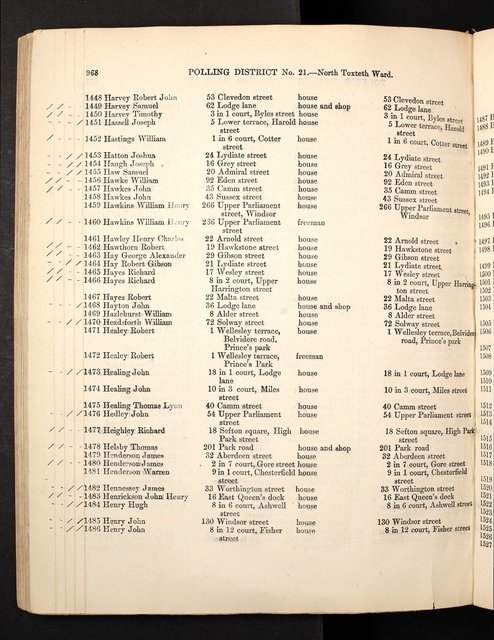 968 POLLING DISTRICT No. 21.—North Toxteth Ward.
1448 Harvey Robert John 53 Clevedon street house 53 Clevedon street
1449 Harvey Samuel 62 Lodge lane house and shop 62 Lodge lane
1450 Harvey Timothy 3 in 1 court, Byles street house 3 in 1 court, Byles street
1451 Hassell Joseph 5 Lower terrace, Harold house 5 Lower terrace, Harold
street street
1452 Hastings William 1 in 6 court, Cotter house 1 in 6 court, Cotter street
street
1453 Hatton Joshua 24 Lydiate street house 24 Lydiate street
1454 Haugh Joseph 16 Grey street house 16 Grey street
1455 Haw Samuel 20 Admiral street house 20 Admiral street
1456 Hawke William 92 Eden street house 92 Eden street
1457 Hawkes John 35 Camm street house 35 Camm street
1458 Hawkes John 43 Sussex street house 43 Sussex street
1459 Hawkins William Henry 266 Upper Parliament house 266 Upper Parliament street,
street, Windsor Windsor
1460 Hawkins William Henry 266 Upper Parliament freeman
street
1461 Hawley Henry Charles 22 Arnold street house 22 Arnold street
1462 Hawthorn Robert 19 Hawkstone street house 19 Hawkstone street
1463 Hay George Alexander 29 Gibson street house 29 Gibson street
1464 Hay Robert Gibson 21 Lydiate street house 21 Lydiate street
1465 Hayes Richard 17 Wesley street house 17 Wesley street
1466 Hayes Richard 8 in 2 court, Upper house 8 in 2 court, Upper Harring-
Harrington street ton street
1467 Hayes Robert 22 Malta street house 22 Malta street
1468 Hayton John 36 Lodge lane house and shop 36 Lodge lane
1469 Hazlehurst William 8 Alder street house 8 Alder street
1470 Headsforth William 72 Solway street house 72 Solway street
1471 Healey Robert 1 Wellesley terrace, house 1 Wellesley terrace, Belvidere
Belvidere road, road, Prince's park
Prince's park
1472 Healey Robert 1 Wellesley terrace, freeman
Prince's Park
1473 Healing John 18 in 1 court, Lodge house 18 in 1 court, Lodge lane
lane
1474 Healing John 10 in 3 court, Miles house 10 in 3 court, Miles street
street
1475 Healing Thomas Lyon 40 Camm street house 40 Camm street
1476 Hedley John 54 Upper Parliament house 54 Upper Parliament street
street
1477 Heighley Richard 18 Sefton square, High house 18 Sefton square, High Park
Park street street
1478 Helsby Thomas 201 Park road house and shop 201 Park road
1479 Henderson James 32 Aberdeen street house 32 Aberdeen street
1480 Henderson James 2 in 7 court, Gore street house 2 in 7 court, Gore street
1481 Henderson Warren 9 in 1 court, Chesterfield house 9 in 1 court, Chesterfield
street street
1482 Hennessey James 33 Worthington street house 33 Worthington street
1483 Henrickson John Henry 16 East Queen's dock house 16 East Queen's dock
1484 Henry Hugh 8 in 6 court, Ashwell house 8 in 6 court, Ashwell street
street
1485 Henry John 130 Windsor street house 130 Windsor street
1486 Henry John 8 in 12 court, Fisher house 8 in 12 court, Fisher
street street